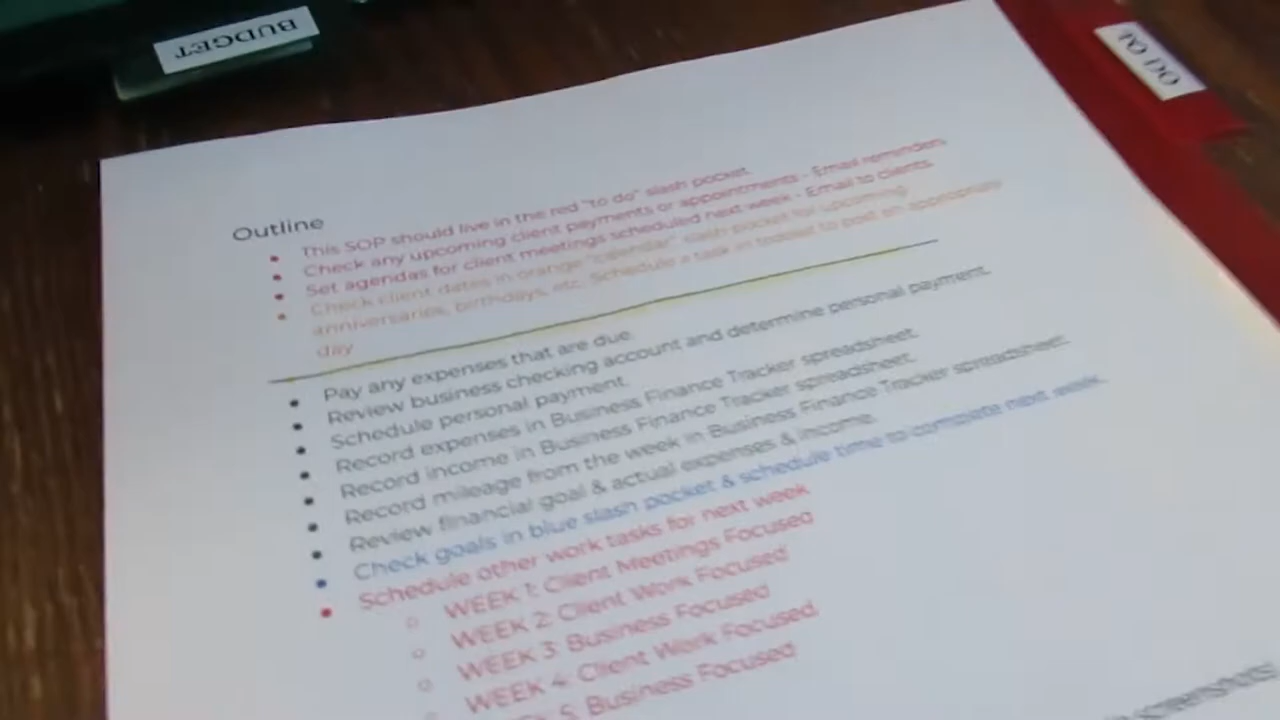 BUDGET
TO DO
Outline
This SOP should live in the red "to do" slash pocket.
Check any upcoming client payments or appointments - Email reminders
Set agendas for client meetings scheduled next week - Email to clients.
Check client dates in orange "calendar" slash pocket for upcoming
anniversaries, birthdays, etc. Schedule a task in to post on appropriate
day
Pay any expenses that are due.
Review business checking account and determine personal payment.
Schedule personal payment.
Record expenses in Business Finance Tracker spreadsheet.
Record income in Business Finance Tracker spreadsheet.
Record mileage from the week in Business Finance Tracker spreadsheet.
Review financial goal & actual expenses & income.
Check goals in blue slash pocket & schedule time to complete next week.
Schedule other work tasks for next week
WEEK 1: Client Meetings Focused
WEEK 2: Client Work Focused
WEEK 3: Business Focused
WEEK 4: Client Work Focused
5: Business Focused